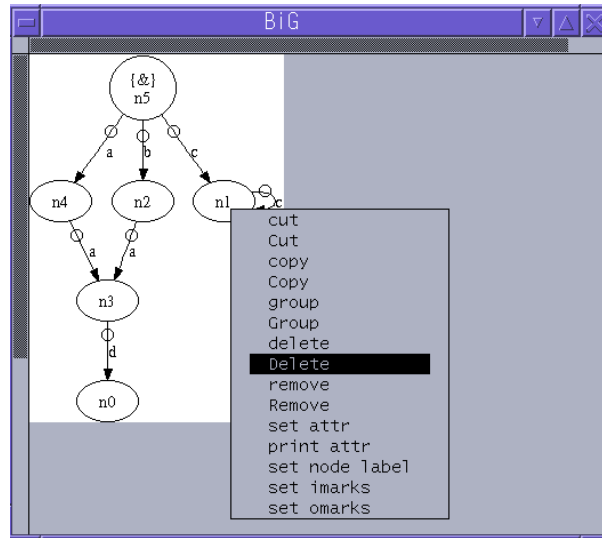 BiG
{&}
n5
a
b
c
n4
n2
n1
c
a
a
n3
d
n0
cut
Cut
copy
Copy
group
Group
delete
Delete
remove
Remove
set attr
print attr
set node label
set imarks
set omarks